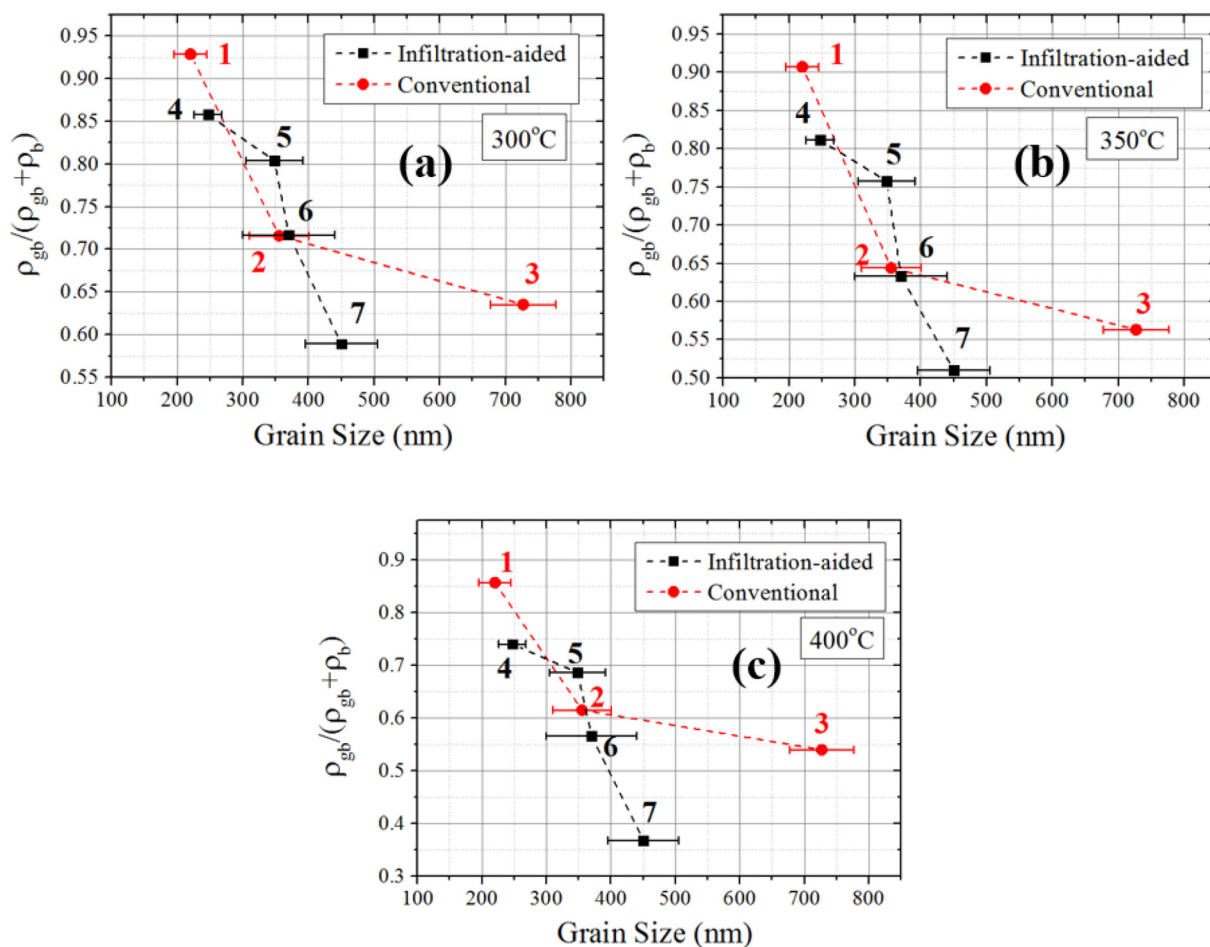 0.95
0.90
0.85
0.80
0.75
0.70
0.65
0.60
0.55
ρgb/(ρgb+ρb)
1
4
5
6
2
3
7
Infiltration-aided
Conventional
300°C
(a)
100 200 300 400 500 600 700 800
Grain Size (nm)
0.95
0.90
0.85
0.80
0.75
0.70
0.65
0.60
0.55
0.50
ρgb/(ρgb+ρb)
1
4
5
6
2
3
7
Infiltration-aided
Conventional
350°C
(b)
100 200 300 400 500 600 700 800
Grain Size (nm)
0.9
0.8
0.7
0.6
0.5
0.4
0.3
ρgb/(ρgb+ρb)
1
4
5
2
6
3
7
Infiltration-aided
Conventional
400°C
(c)
100 200 300 400 500 600 700 800
Grain Size (nm)